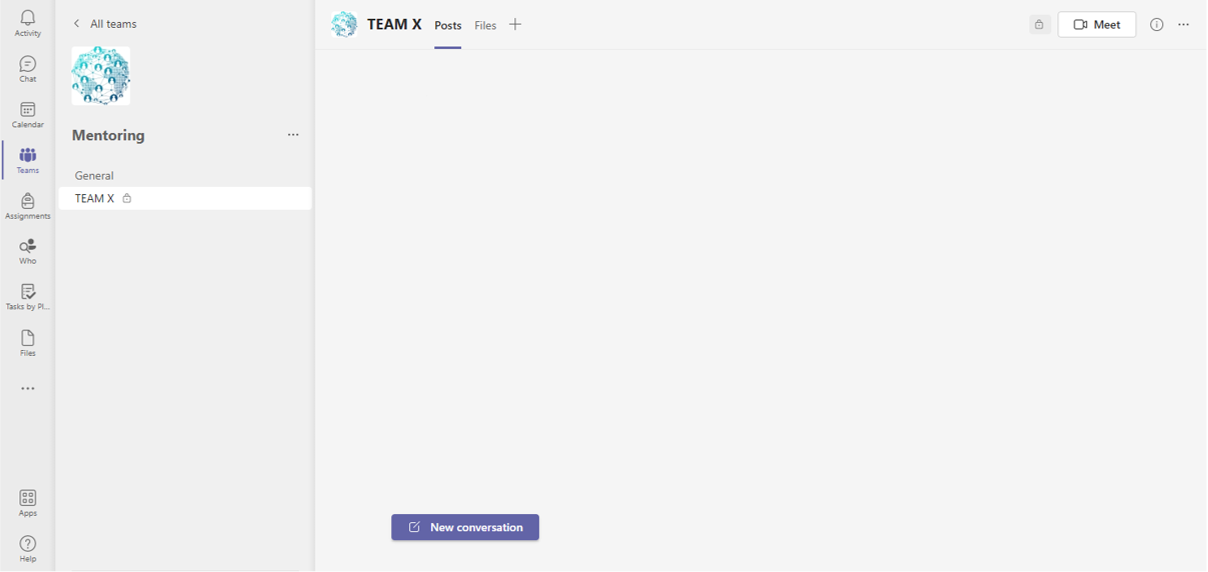 Activity
Chat
Calendar
Teams
Assignments
Who
Tasks by Pl...
Files
Apps
Help
All teams
Mentoring
General
TEAM X
TEAM X Posts Files
Meet
New conversation